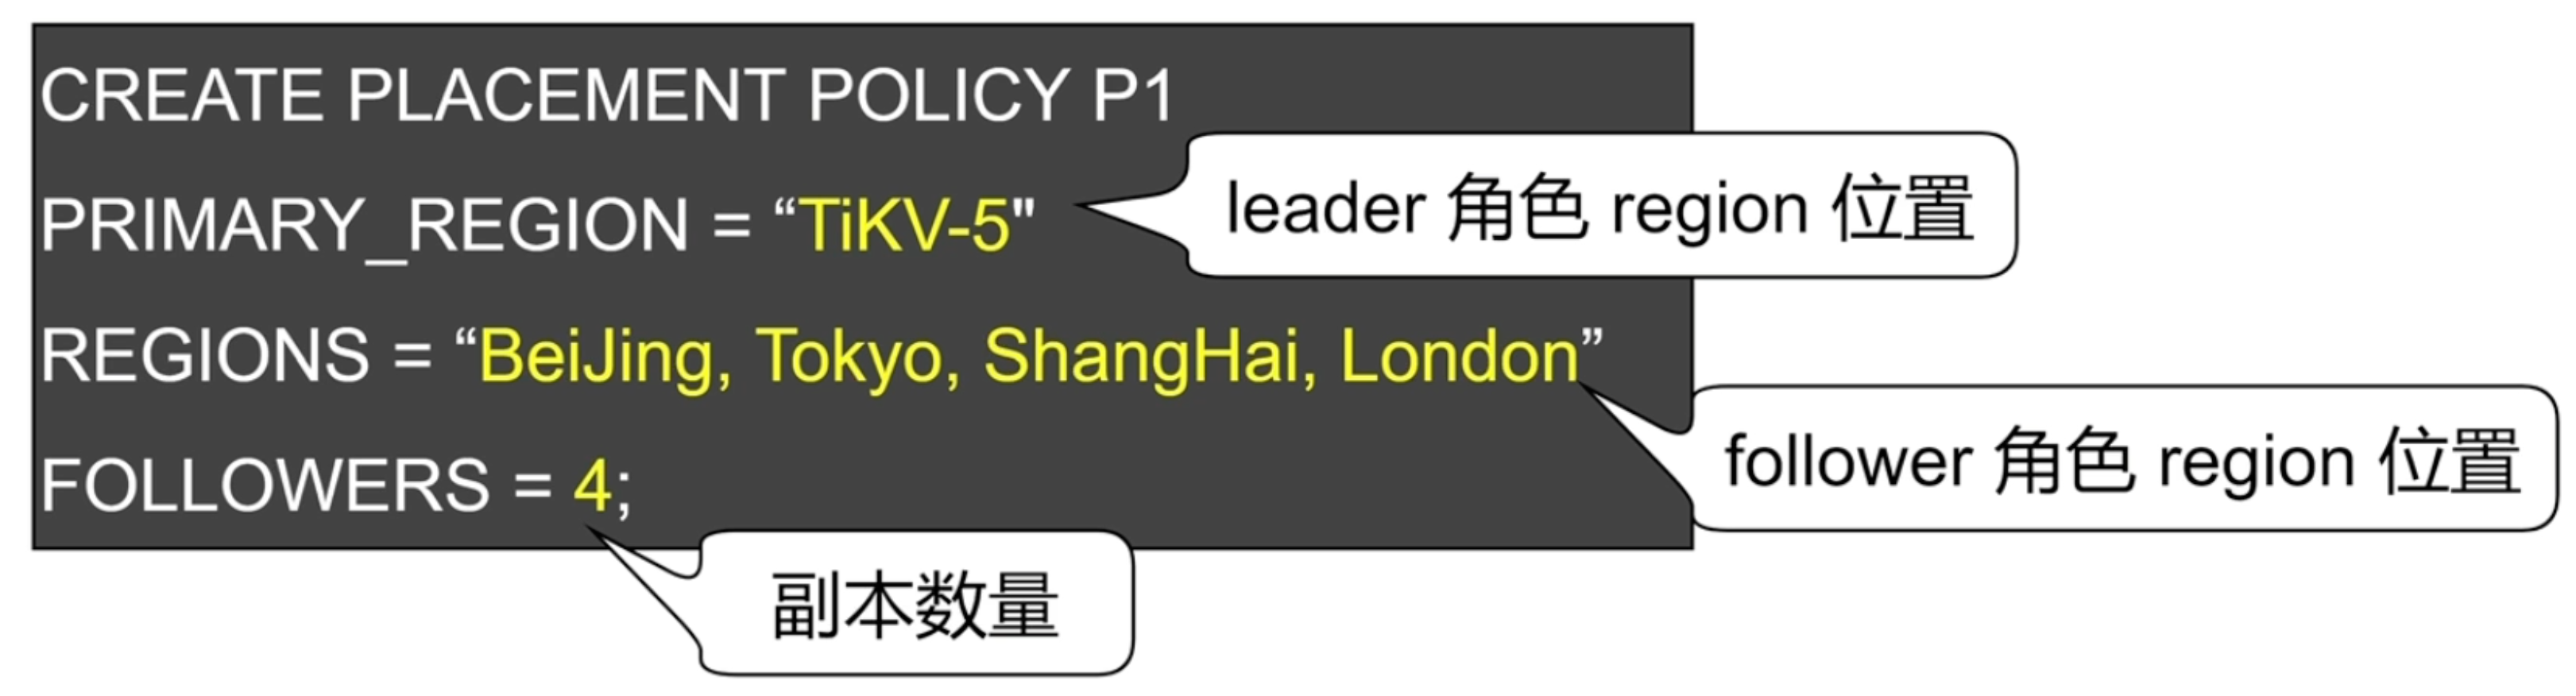 CREATE PLACEMENT POLICY P1
PRIMARY_REGION = “TiKV-5"
leader 角色 region 位置
REGIONS = “BeiJing, Tokyo, ShangHai, London”
follower 角色 region 位置
FOLLOWERS = 4;
副本数量